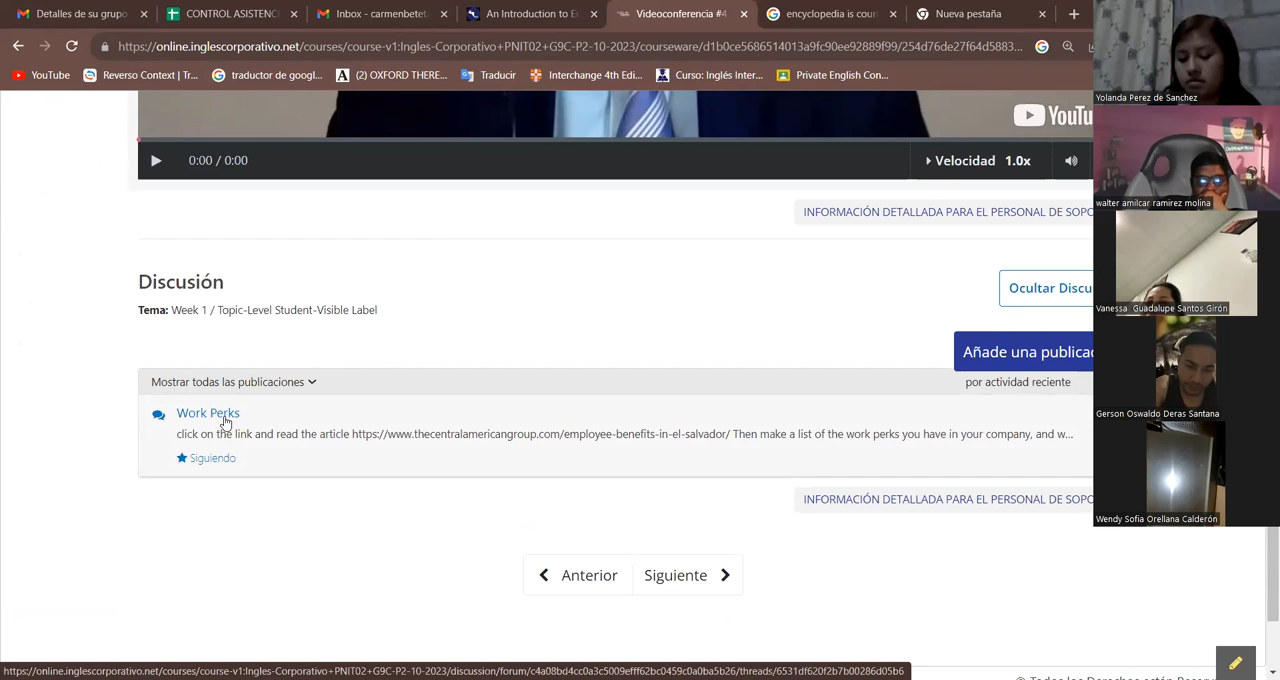 Detalles de su grupo
CONTROL ASISTENC
Inbox - carmenbetet
An Introduction to E
Videoconferencia #4
encyclopedia is coun
Nueva pestaña
https://online.inglescorporativo.net/courses/course-v1:Ingles-Corporativo+PNIT02+G9C-P2-10-2023/courseware/d1b0ce5686514013a9fc90ee92889f99/254d76de27f64d5883...
YouTube
Reverso Context | Tr...
traductor de googl...
(2) OXFORD THERE...
Traducir
Interchange 4th Edi...
Curso: Inglés Inter...
Private English Con...
YouTu
0:00 / 0:00
Velocidad 1.0x
INFORMACIÓN DETALLADA PARA EL PERSONAL DE SOPO
Discusión
Ocultar Discu
Tema: Week 1 / Topic-Level Student-Visible Label
Añade una publicac
Mostrar todas las publicaciones
por actividad reciente
Work Perks
click on the link and read the article https://www.thecentralamericangroup.com/employee-benefits-in-el-salvador/ Then make a list of the work perks you have in your company, and w...
Siguiendo
INFORMACIÓN DETALLADA PARA EL PERSONAL DE SOPO
Anterior
Siguiente
https://online.inglescorporativo.net/courses/course-v1:Ingles-Corporativo+PNIT02+G9C-P2-10-2023/discussion/forum/c4a08bd4cc0a3c5009efff62bc0459c0a0ba5b26/threads/6531df620f2b7b00286d05b6
Yolanda Perez de Sanchez
walter amilcar ramirez molina
Vanessa Guadalupe Santos Girón
Gerson Oswaldo Deras Santana
Wendy Sofia Orellana Calderón